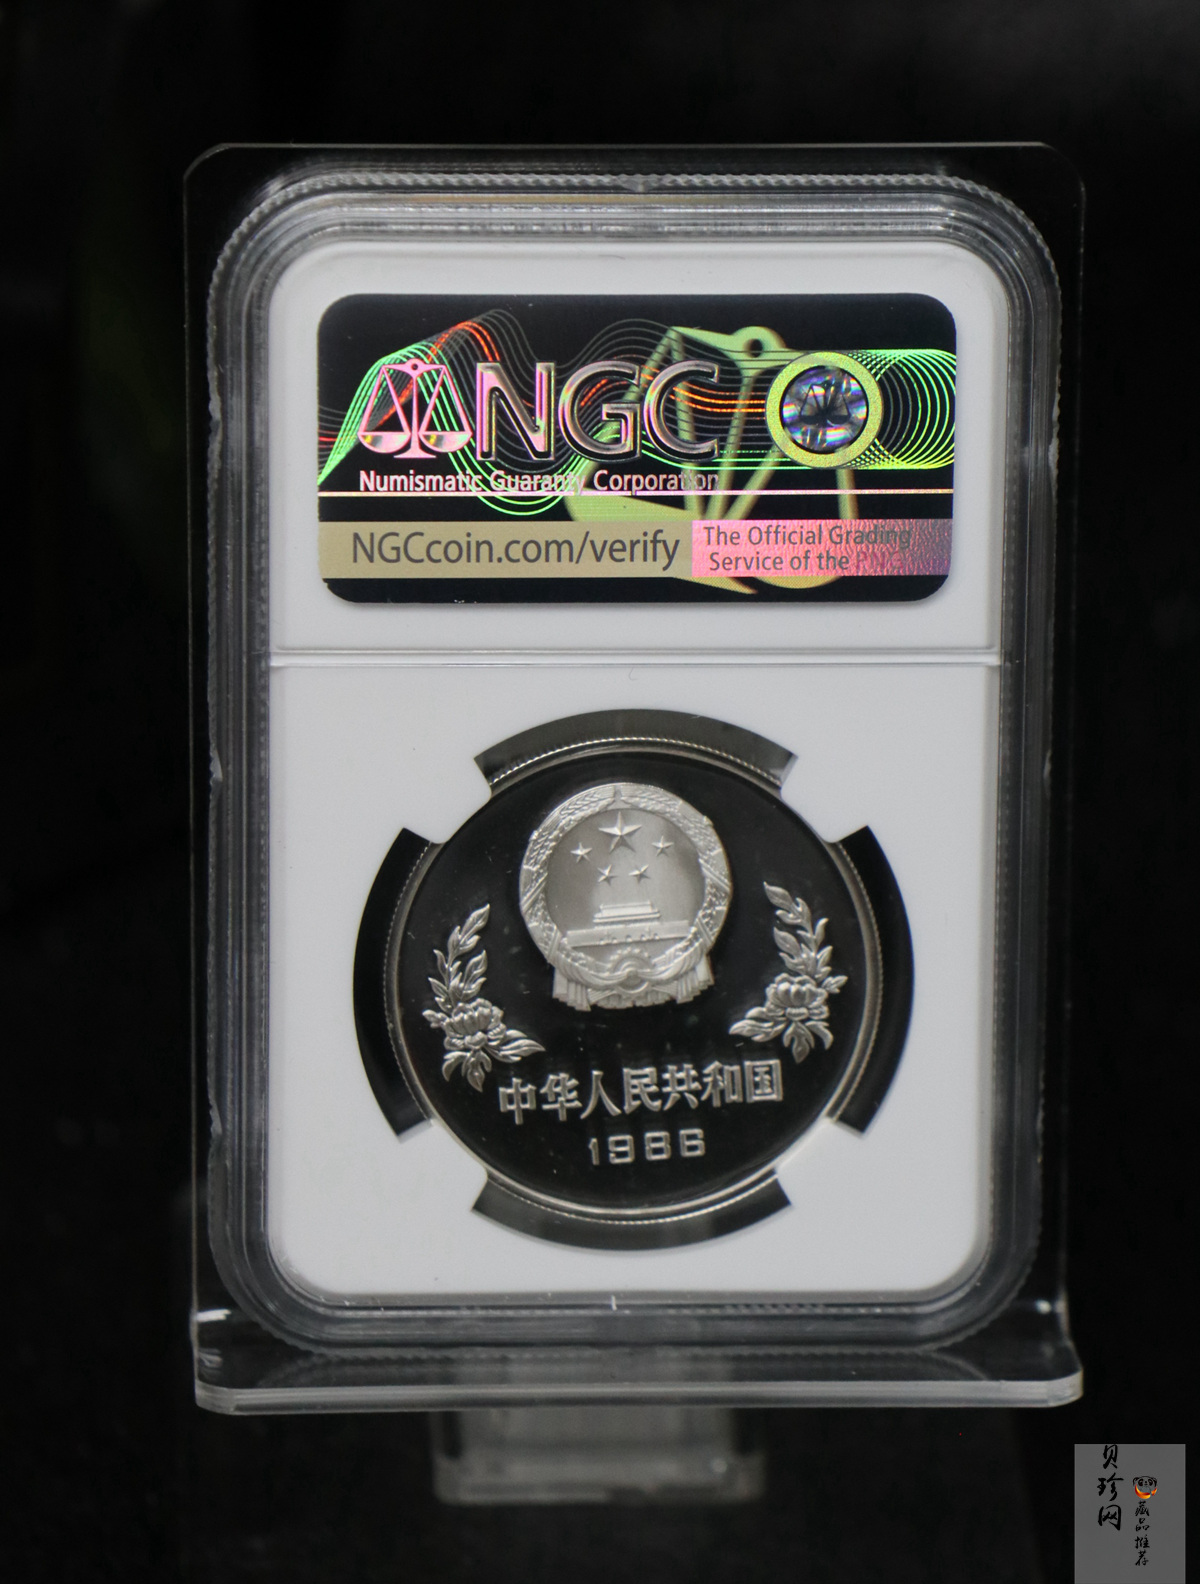 NGC
Numismatic Guaranty Corporation
NGCcoin.com/verify
The Official Grading
Service of the PNG
中华人民共和国
1986
贝珍网
藏品推荐